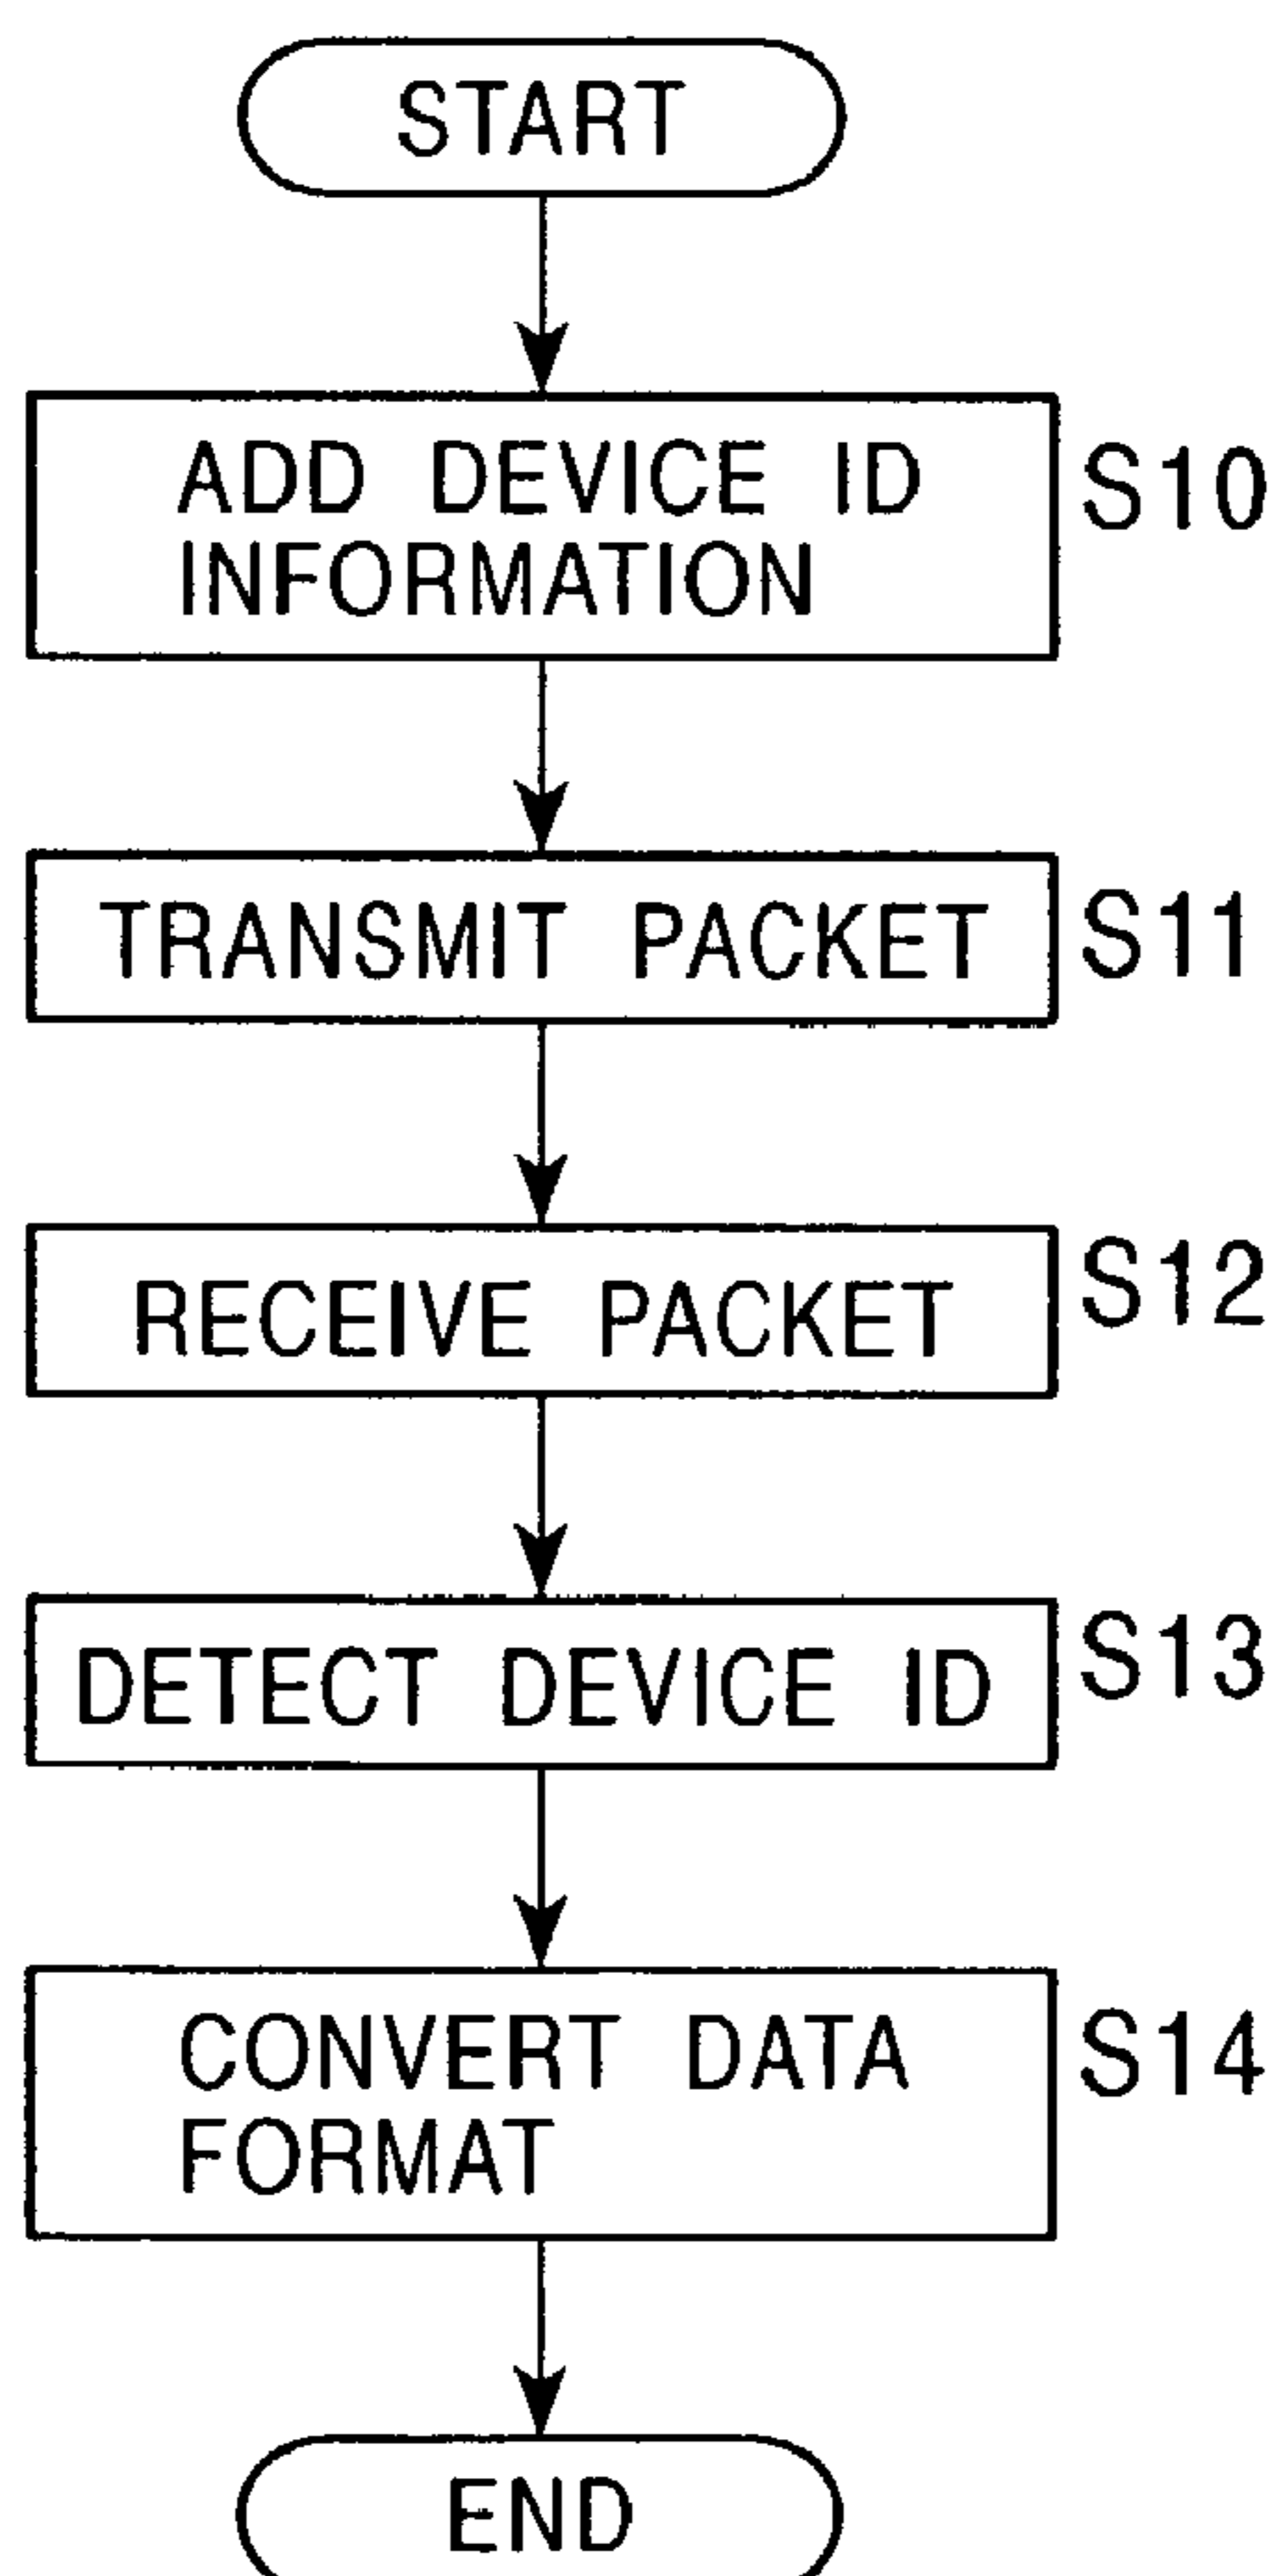 START
ADD DEVICE ID
INFORMATION
S10
TRANSMIT PACKET
S11
RECEIVE PACKET
S12
DETECT DEVICE ID
S13
CONVERT DATA
FORMAT
S14
END